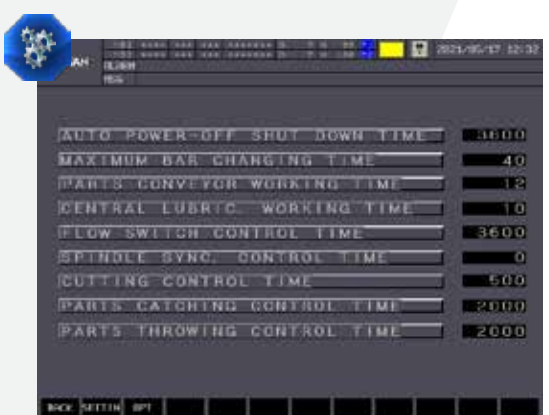 2021/05/17 12:32
ALARM
MSG
AUTO POWER-OFF SHUT DOWN TIME 3600
MAXIMUM BAR CHANGING TIME 40
PARTS CONVEYOR WORKING TIME 12
CENTRAL LUBRIC. WORKING TIME 10
FLOW SWITCH CONTROL TIME 3600
SPINDLE SYNC. CONTROL TIME 0
CUTTING CONTROL TIME 500
PARTS CATCHING CONTROL TIME 2000
PARTS THROWING CONTROL TIME 2000
BACK SETTIN OPT